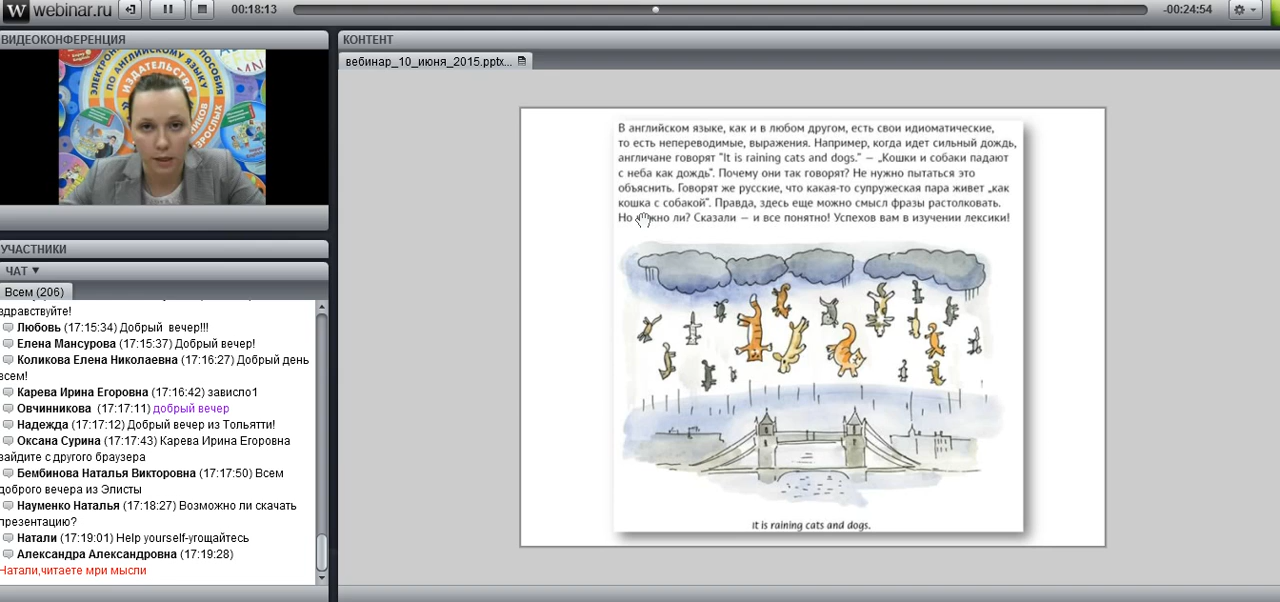 W webinar.ru
00:18:13
-00:24:54
ВИДЕОКОНФЕРЕНЦИЯ
ЭЛЕКТРОННЫЕ ПОСОБИЯ
ПО АНГЛИЙСКОМУ ЯЗЫКУ
ИЗДАТЕЛЬСТВА
УЧАСТНИКИ
ЧАТ ▼
Всем (206)
здравствуйте!
Любовь (17:15:34) Добрый вечер!!!
Елена Мансурова (17:15:37) Добрый вечер!
Коликова Елена Николаевна (17:16:27) Добрый день
всем!
Карева Ирина Егоровна (17:16:42) зависло1
Овчинникова (17:17:11) добрый вечер
Надежда (17:17:12) Добрый вечер из Тольятти!
Оксана Сурина (17:17:43) Карева Ирина Егоровна
зайдите с другого браузера
Бембинова Наталья Викторовна (17:17:50) Всем
доброго вечера из Элисты
Науменко Наталья (17:18:27) Возможно ли скачать
презентацию?
Натали (17:19:01) Help yourself-угощайтесь
Александра Александровна (17:19:28)
Натали,читаете мри мысли
КОНТЕНТ
вебинар_10_июня_2015.pptx...
В английском языке, как и в любом другом, есть свои идиоматические,
то есть непереводимые, выражения. Например, когда идет сильный дождь,
англичане говорят "It is raining cats and dogs." — „Кошки и собаки падают
с неба как дождь“. Почему они так говорят? Не нужно пытаться это
объяснить. Говорят же русские, что какая-то супружеская пара живет „как
кошка с собакой“. Правда, здесь еще можно смысл фразы растолковать.
Но нужно ли? Сказали — и все понятно! Успехов вам в изучении лексики!
It is raining cats and dogs.